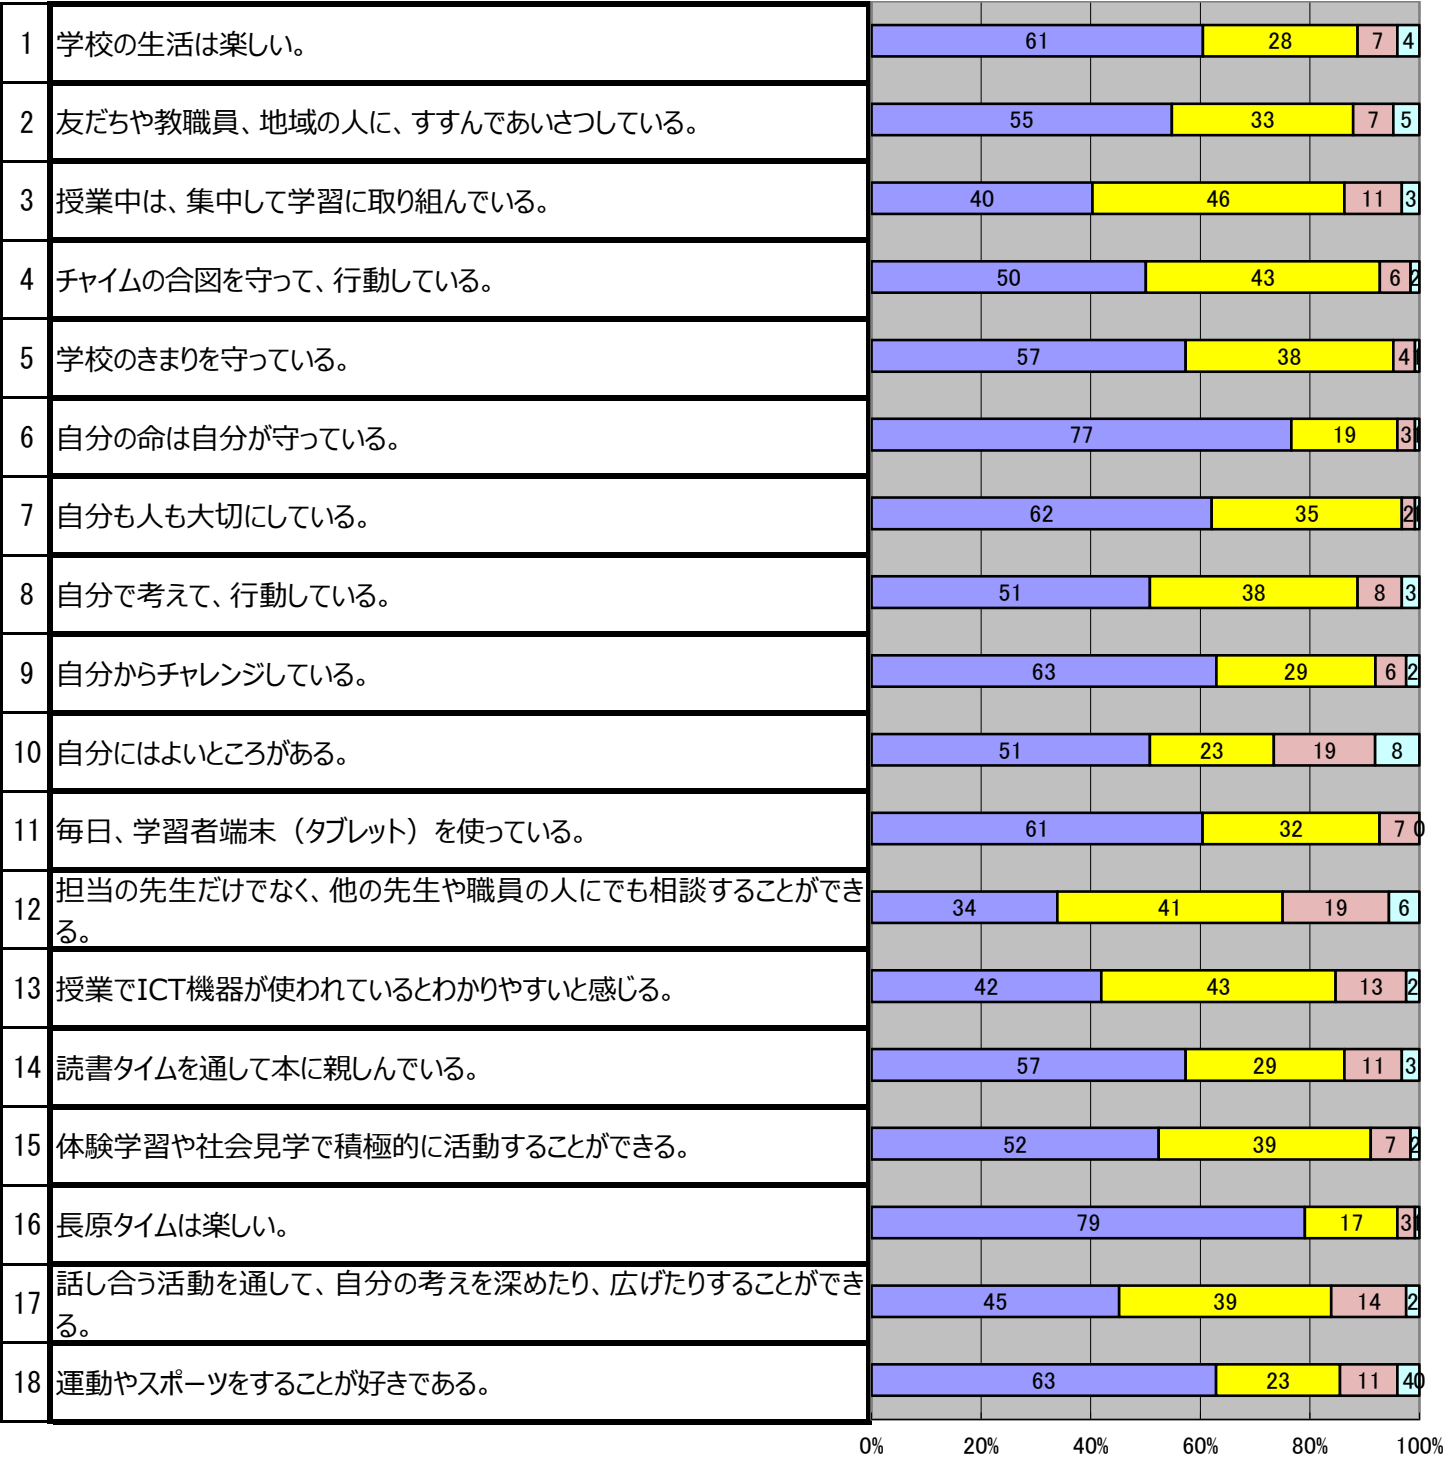 1 学校の生活は楽しい。 61 28 7 4
2 友だちや教職員、地域の人に、すすんであいさつしている。 55 33 7 5
3 授業中は、集中して学習に取り組んでいる。 40 46 11 3
4 チャイムの合図を守って、行動している。 50 43 6 2
5 学校のきまりを守っている。 57 38 4
6 自分の命は自分が守っている。 77 19 3
7 自分も人も大切にしている。 62 35 2
8 自分で考えて、行動している。 51 38 8 3
9 自分からチャレンジしている。 63 29 6 2
10 自分にはよいところがある。 51 23 19 8
11 毎日、学習者端末（タブレット）を使っている。 61 32 7 0
12 担当の先生だけでなく、他の先生や職員の人にでも相談することができ
る。 34 41 19 6
13 授業でICT機器が使われているとわかりやすいと感じる。 42 43 13 2
14 読書タイムを通して本に親しんでいる。 57 29 11 3
15 体験学習や社会見学で積極的に活動することができる。 52 39 7 2
16 長原タイムは楽しい。 79 17 3
17 話し合う活動を通して、自分の考えを深めたり、広げたりすることができ
る。 45 39 14 2
18 運動やスポーツをすることが好きである。 63 23 11 4 0
0% 20% 40% 60% 80% 100%